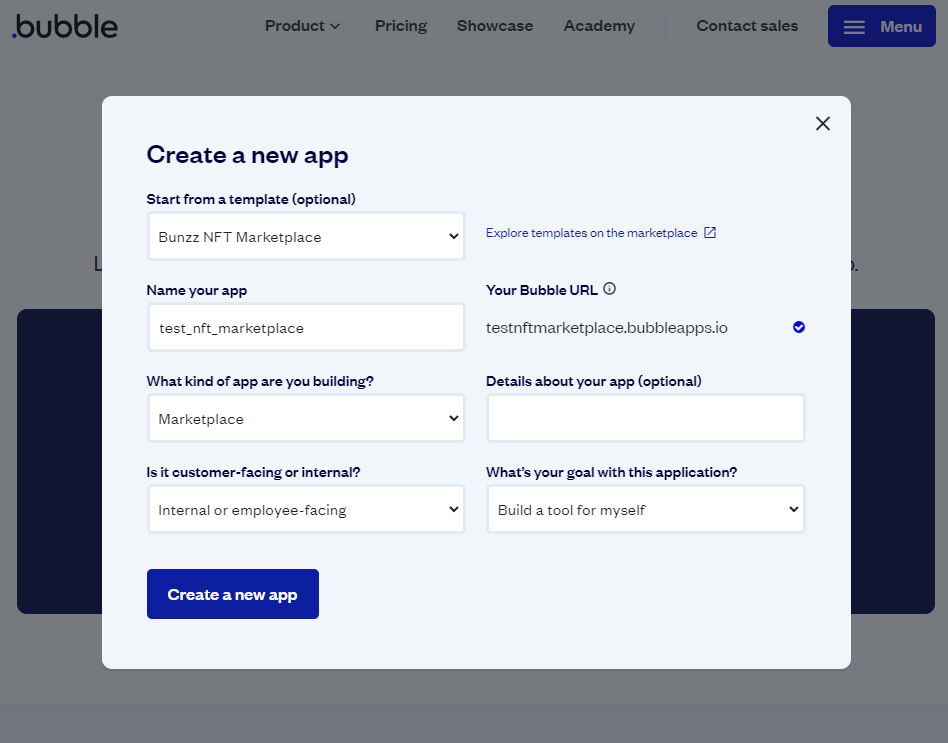 .bubble
Product Pricing Showcase Academy Contact sales Menu
Create a new app
Start from a template (optional)
Bunzz NFT Marketplace
Explore templates on the marketplace
Name your app
Your Bubble URL
test_nft_marketplace
testnftmarketplace.bubbleapps.io
What kind of app are you building?
Details about your app (optional)
Marketplace
Is it customer-facing or internal?
What's your goal with this application?
Internal or employee-facing
Build a tool for myself
Create a new app